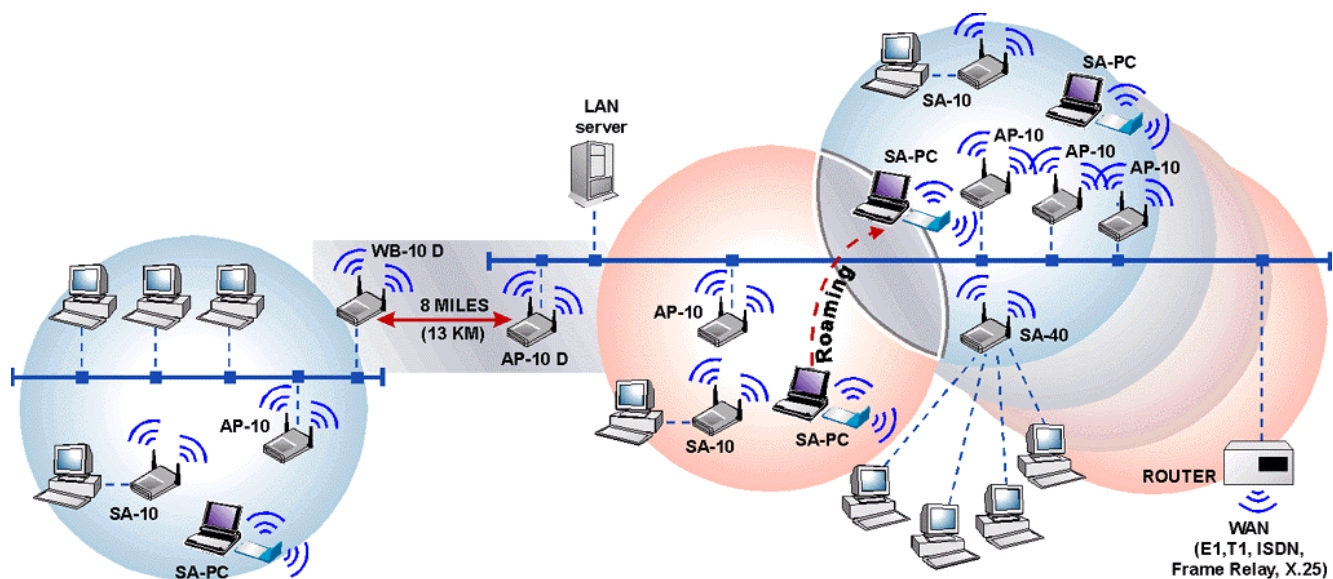 SA-PC
SA-10
LAN
server
AP-10
SA-PC
AP-10
AP-10
WB-10 D
8 MILES
(13 KM)
AP-10 D
AP-10
Roaming
SA-40
AP-10
SA-10
SA-PC
SA-10
SA-PC
ROUTER
WAN
(E1,T1, ISDN,
Frame Relay, X.25)